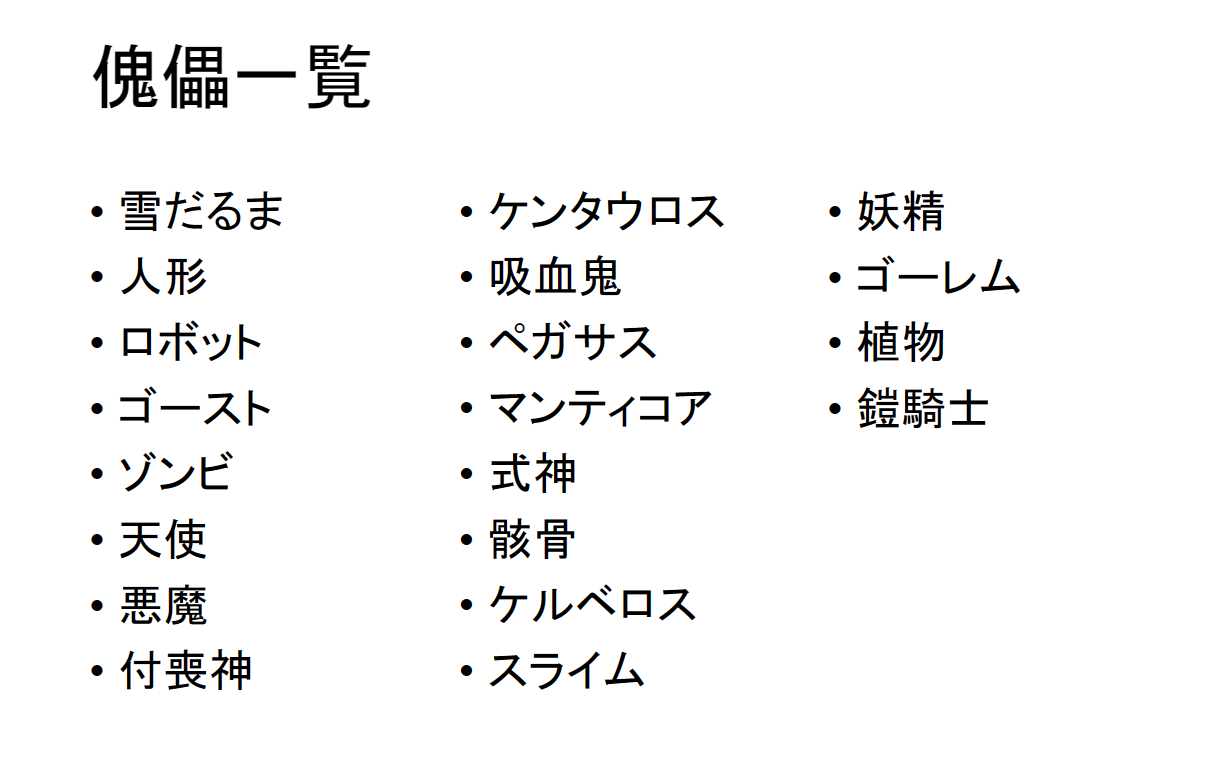 傀儡一覧
• 雪だるま
• 人形
• ロボット
• ゴースト
• ゾンビ
• 天使
• 悪魔
• 付喪神
• ケンタウロス
• 吸血鬼
• ペガサス
• マンティコア
• 式神
• 骸骨
• ケルベロス
• スライム
• 妖精
• ゴーレム
• 植物
• 鎧騎士